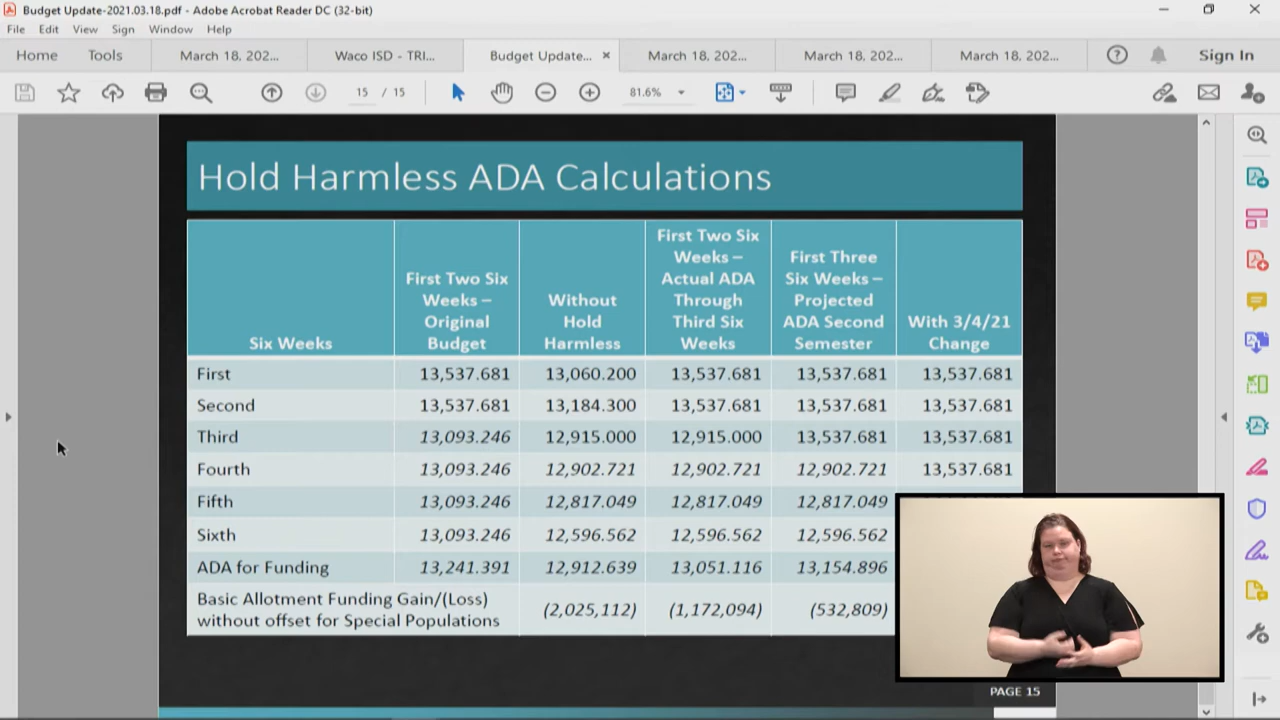 Budget Update-2021.03.18.pdf - Adobe Acrobat Reader DC (32-bit)
File Edit View Sign Window Help
Home Tools March 18, 202... Waco ISD - TRI... Budget Update... × March 18, 202... March 18, 202... March 18, 202... Sign In
15 / 15 81.6%
Hold Harmless ADA Calculations
Six Weeks
First Two Six
Weeks –
Original
Budget
Without
Hold
Harmless
First Two Six
Weeks –
Actual ADA
Through
Third Six
Weeks
First Three
Six Weeks –
Projected
ADA Second
Semester
With 3/4/21
Change
First 13,537.681 13,060.200 13,537.681 13,537.681 13,537.681
Second 13,537.681 13,184.300 13,537.681 13,537.681 13,537.681
Third 13,093.246 12,915.000 12,915.000 13,537.681 13,537.681
Fourth 13,093.246 12,902.721 12,902.721 12,902.721 13,537.681
Fifth 13,093.246 12,817.049 12,817.049 12,817.049
Sixth 13,093.246 12,596.562 12,596.562 12,596.562
ADA for Funding 13,241.391 12,912.639 13,051.116 13,154.896
Basic Allotment Funding Gain/(Loss)
without offset for Special Populations (2,025,112) (1,172,094) (532,809)
PAGE 15